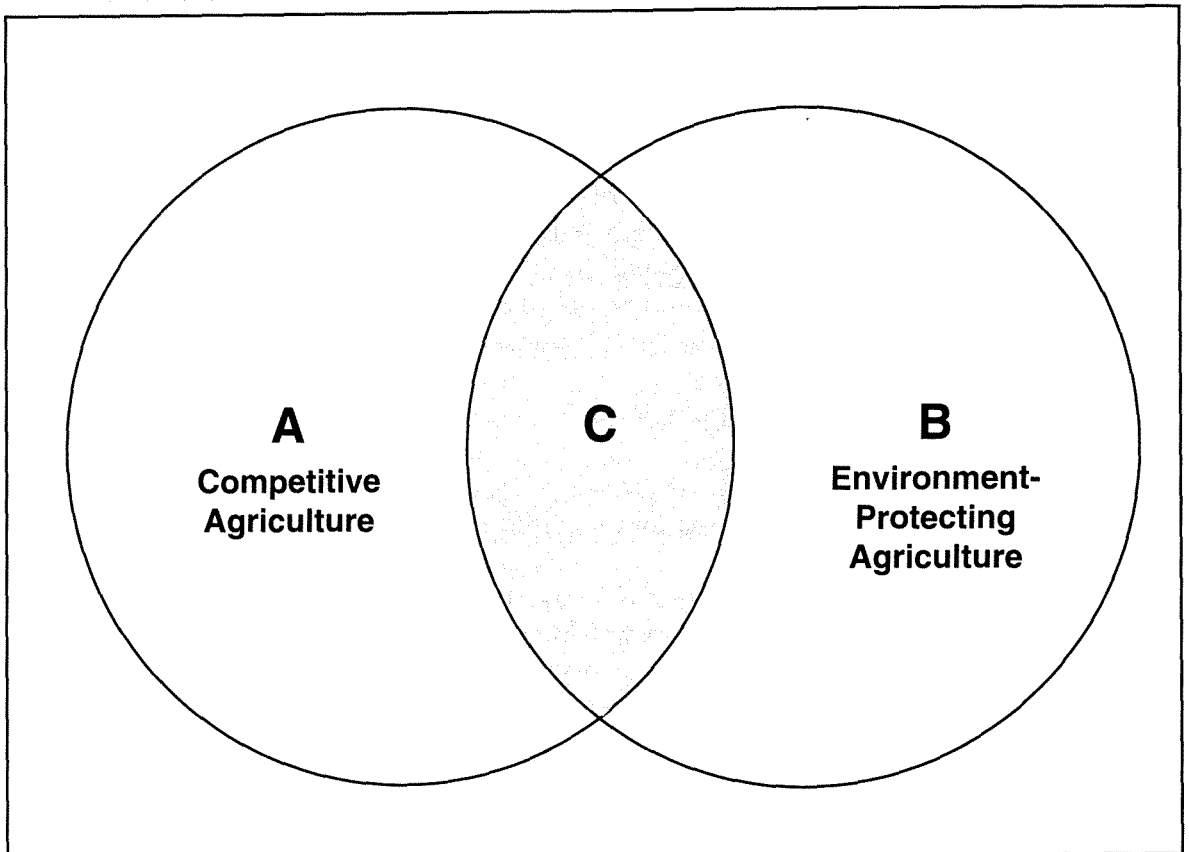 A
Competitive
Agriculture
C
B
Environment-
Protecting
Agriculture